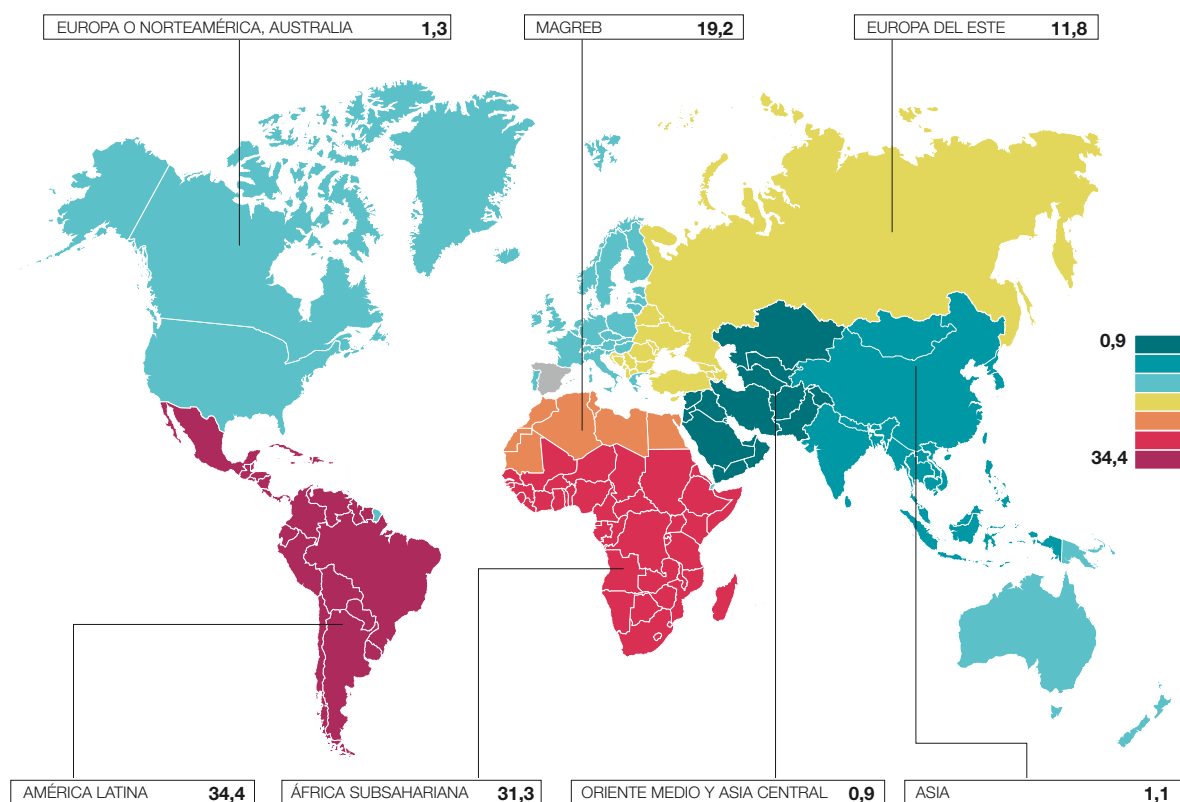 EUROPA O NORTEAMÉRICA, AUSTRALIA 1,3
MAGREB 19,2
EUROPA DEL ESTE 11,8
0,9
34,4
AMÉRICA LATINA 34,4
ÁFRICA SUBSAHARIANA 31,3
ORIENTE MEDIO Y ASIA CENTRAL 0,9
ASIA 1,1